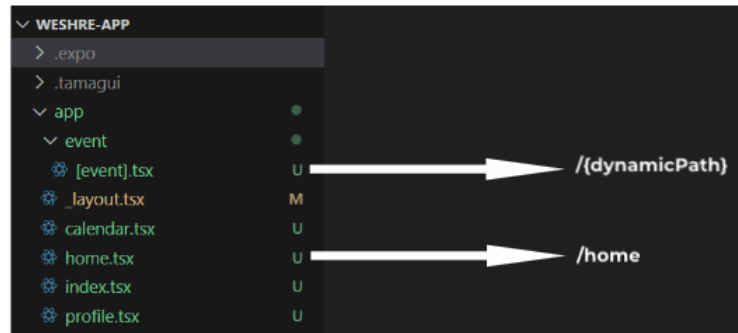 WESHRE-APP
.expo
.tamagui
app
event
[event].tsx U /{dynamicPath}
_layout.tsx M
calendar.tsx U
home.tsx U /home
index.tsx U
profile.tsx U